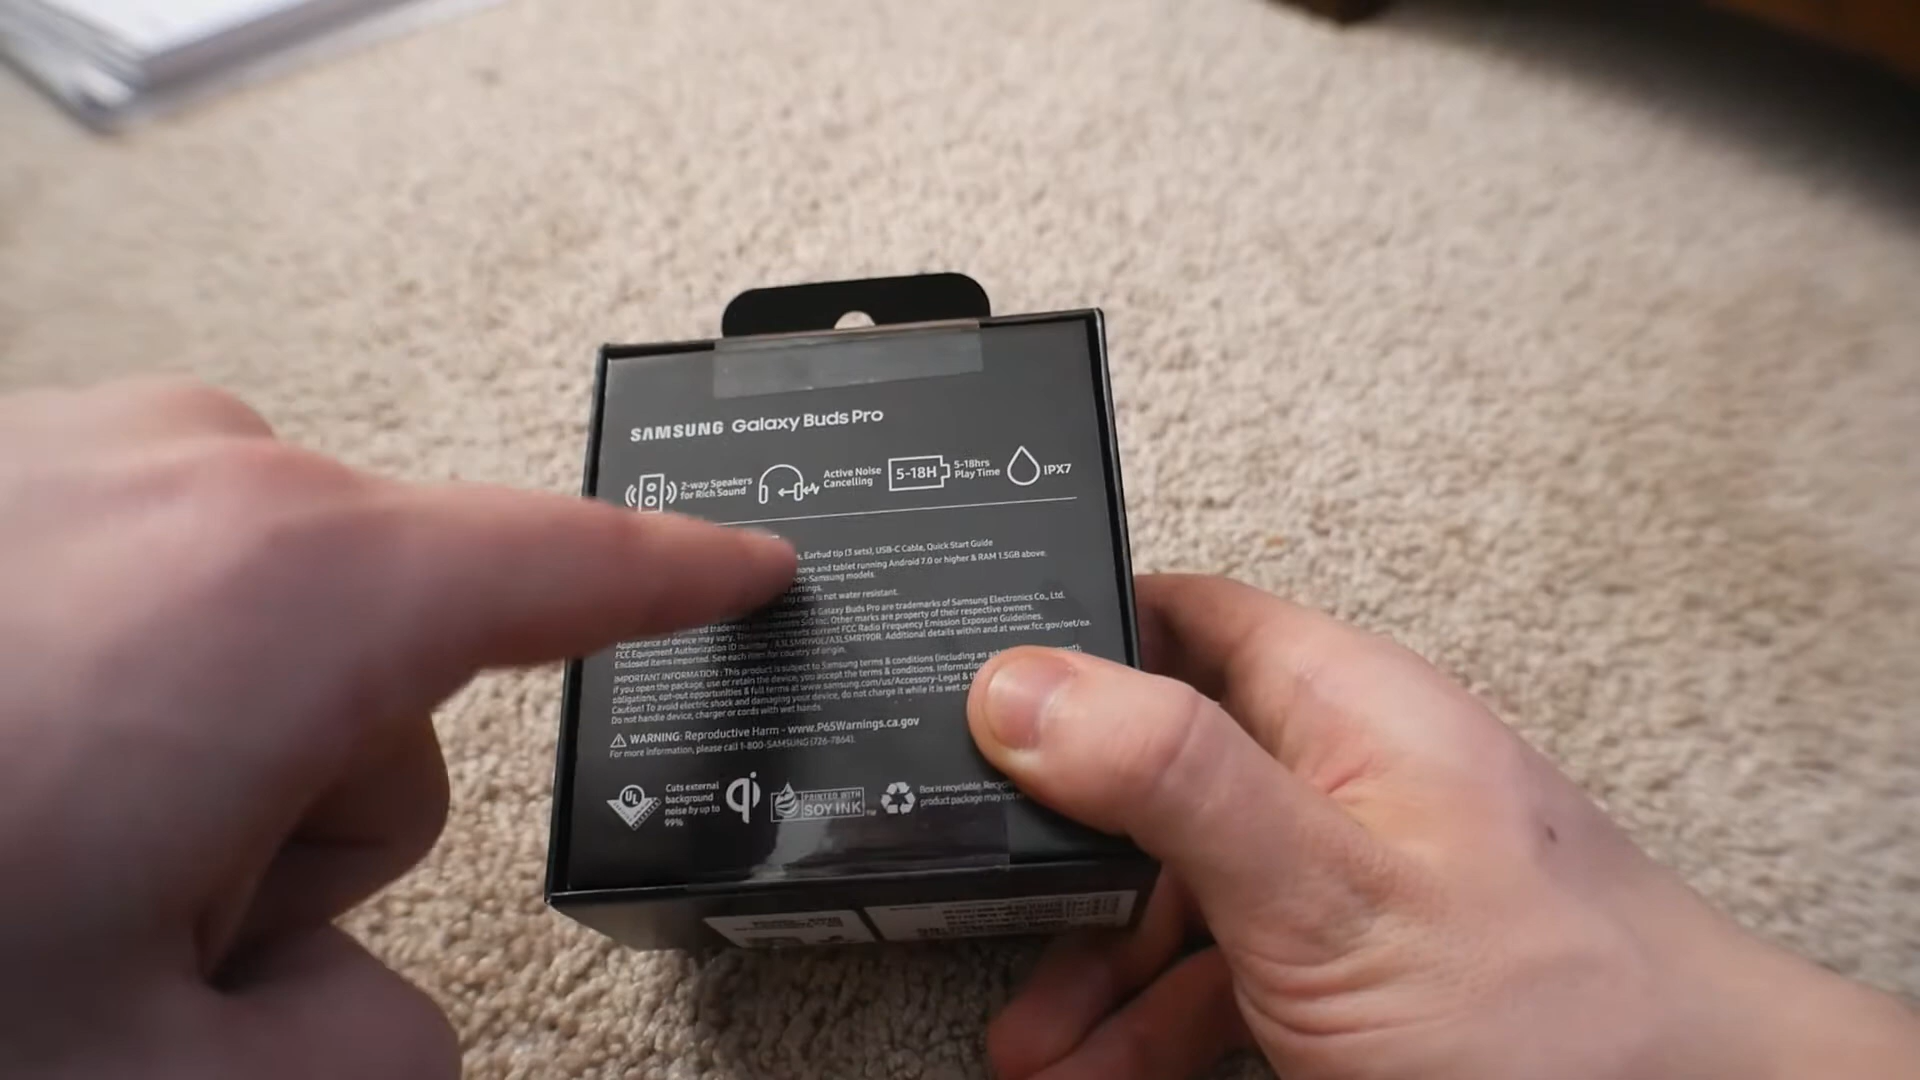 SAMSUNG Galaxy Buds Pro
2-way Speakers
for Rich Sound
Active Noise
Cancelling
5-18H
5-18hrs
Play Time
IPX7
Earbud tip (3 sets), USB-C Cable, Quick Start Guide
and tablet running Android 7.0 or higher & RAM 1.5GB above.
non-Samsung models.
settings.
case is not water resistant.
& Galaxy Buds Pro are trademarks of Samsung Electronics Co., Ltd.
SIG Inc. Other marks are property of their respective owners.
Appearance of device may vary. meets current FCC Radio Frequency Emission Exposure Guidelines.
FCC Equipment Authorization ID Additional details within and at www.fcc.gov/oet/ea.
Enclosed items imported. See each item for country of origin.
IMPORTANT INFORMATION: This product is subject to Samsung terms & conditions (including an
if you open the package, use or retain the device, you accept the terms & conditions.
obligations, opt-out opportunities & full terms at www.samsung.com/us/Accessory-Legal &
Caution! To avoid electric shock and damaging your device, do not charge it while it is wet
Do not handle device, charger or cords with wet hands.
WARNING: Reproductive Harm - www.P65Warnings.ca.gov
For more information, please call 1-800-SAMSUNG (726-7864).
UL
Cuts external
background
noise by up to
99%
qi
PRINTED WITH
SOY INK™
Box is recyclable.
product package may not